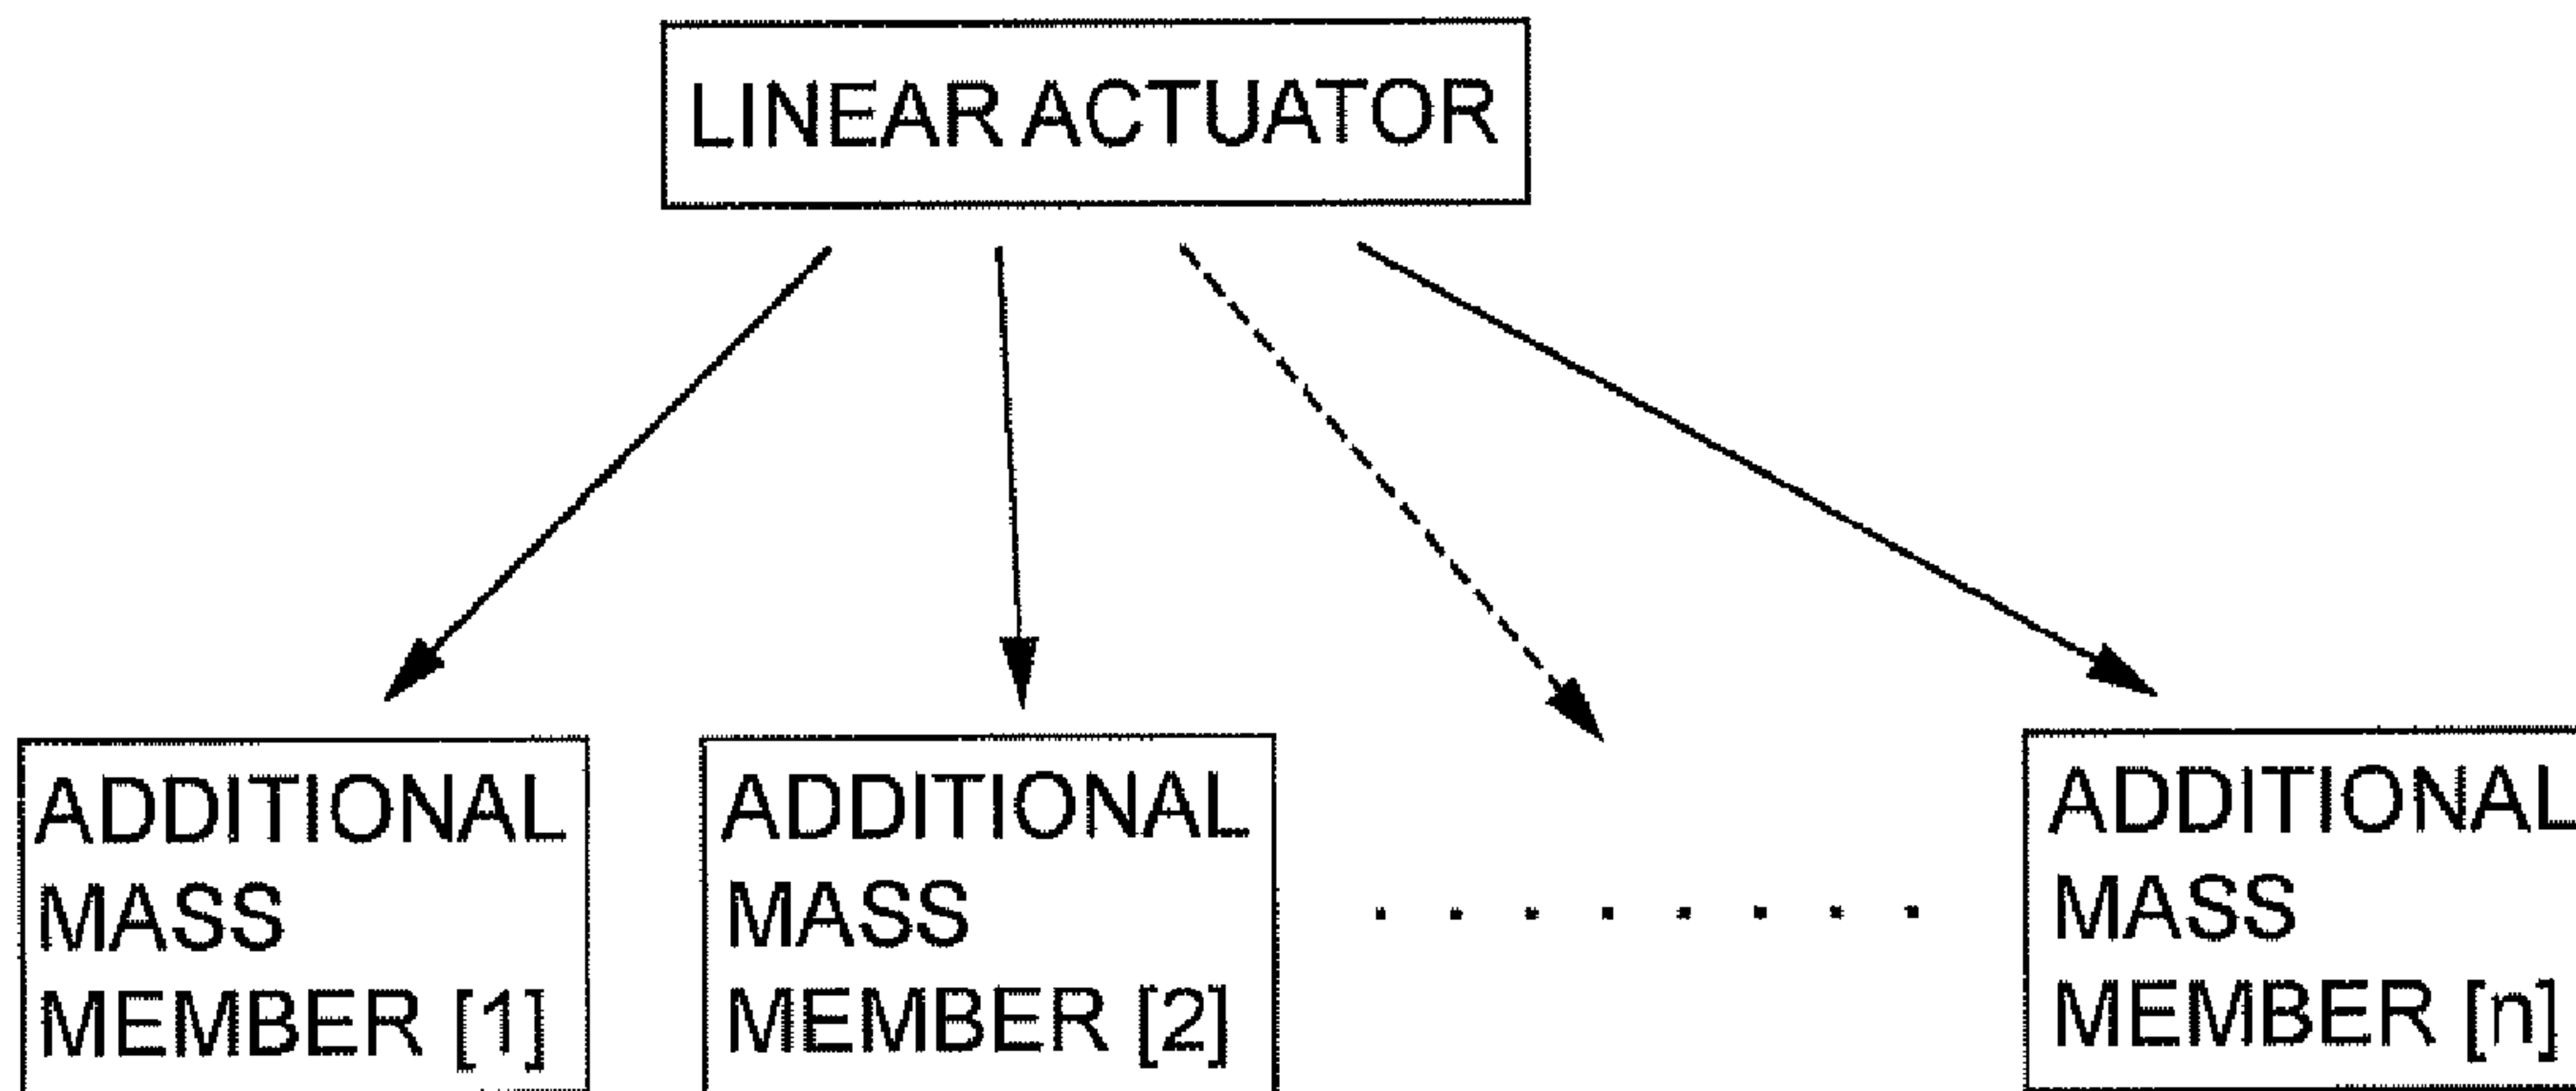 LINEAR ACTUATOR
ADDITIONAL
MASS
MEMBER [1]
ADDITIONAL
MASS
MEMBER [2]
ADDITIONAL
MASS
MEMBER [n]